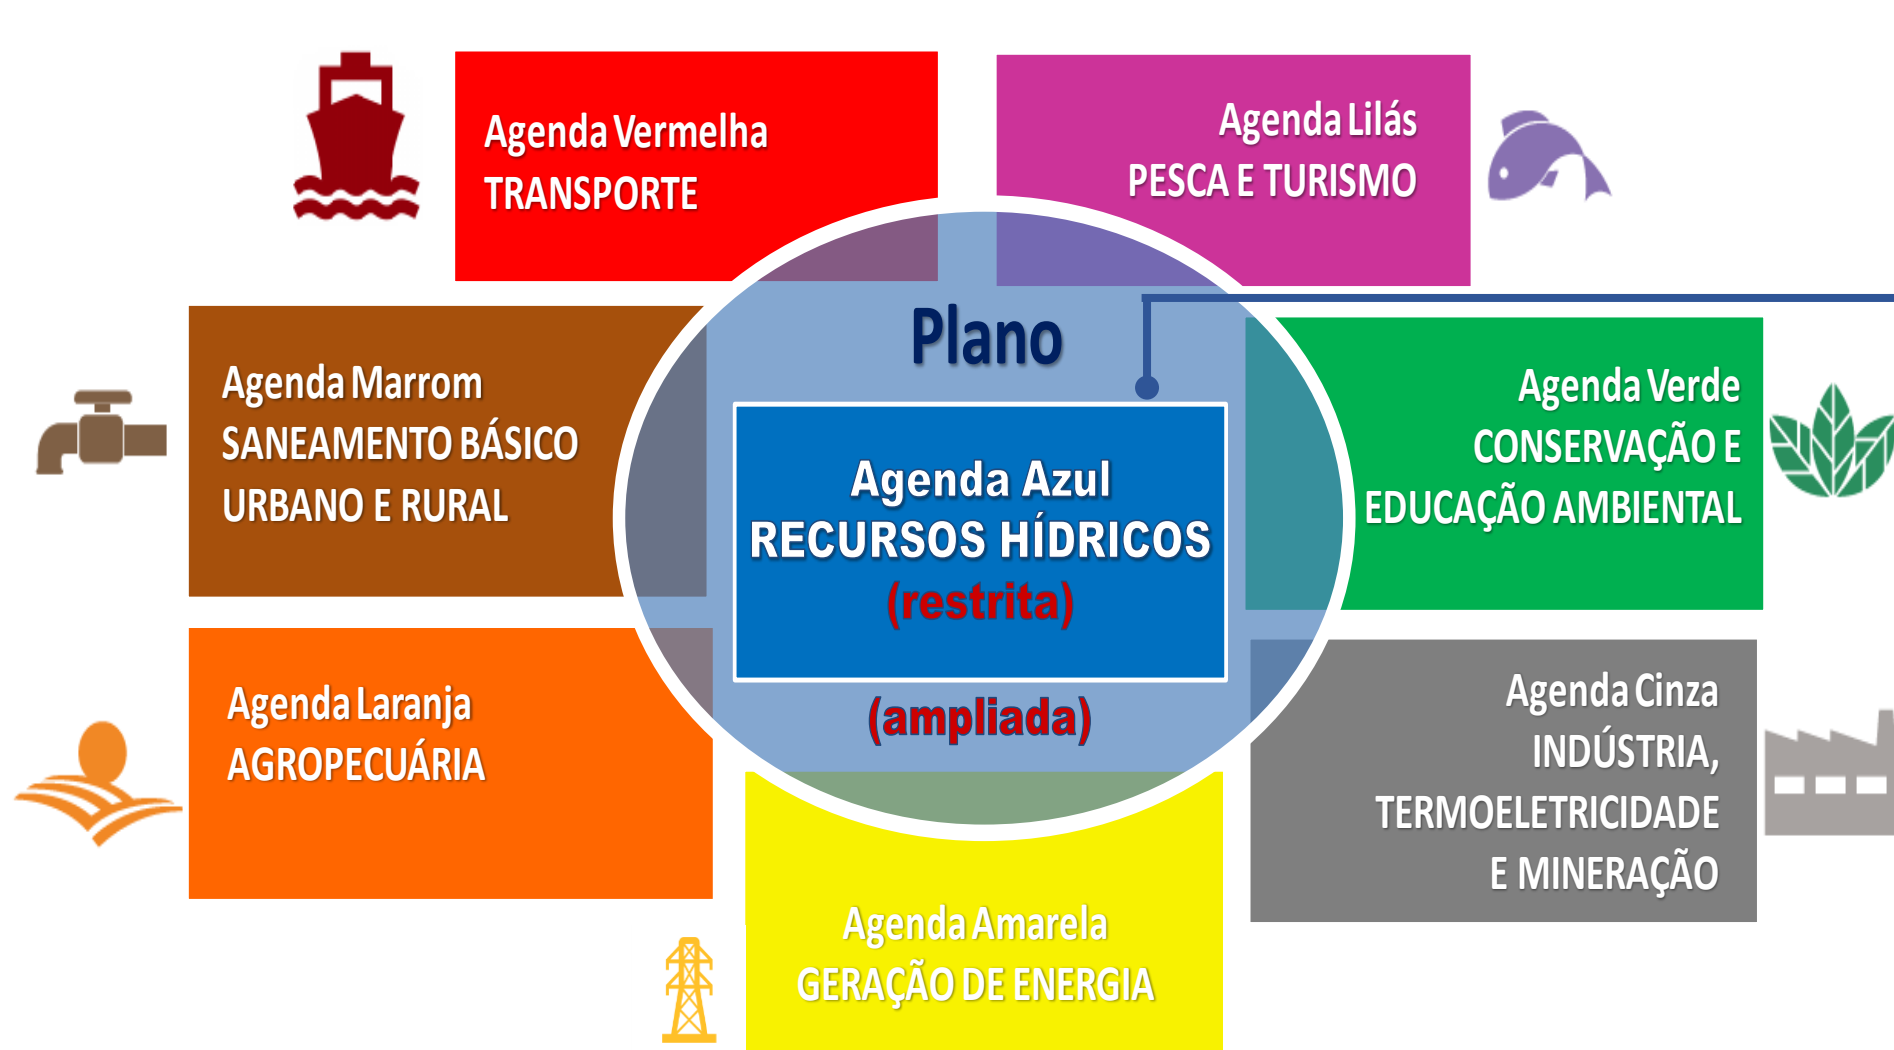 Agenda Vermelha
TRANSPORTE
Agenda Lilás
PESCA E TURISMO
Plano
Agenda Marrom
SANEAMENTO BÁSICO
URBANO E RURAL
Agenda Azul
RECURSOS HÍDRICOS
(restrita)
(ampliada)
Agenda Verde
CONSERVAÇÃO E
EDUCAÇÃO AMBIENTAL
Agenda Laranja
AGROPECUÁRIA
Agenda Cinza
INDÚSTRIA,
TERMOELETRICIDADE
E MINERAÇÃO
Agenda Amarela
GERAÇÃO DE ENERGIA